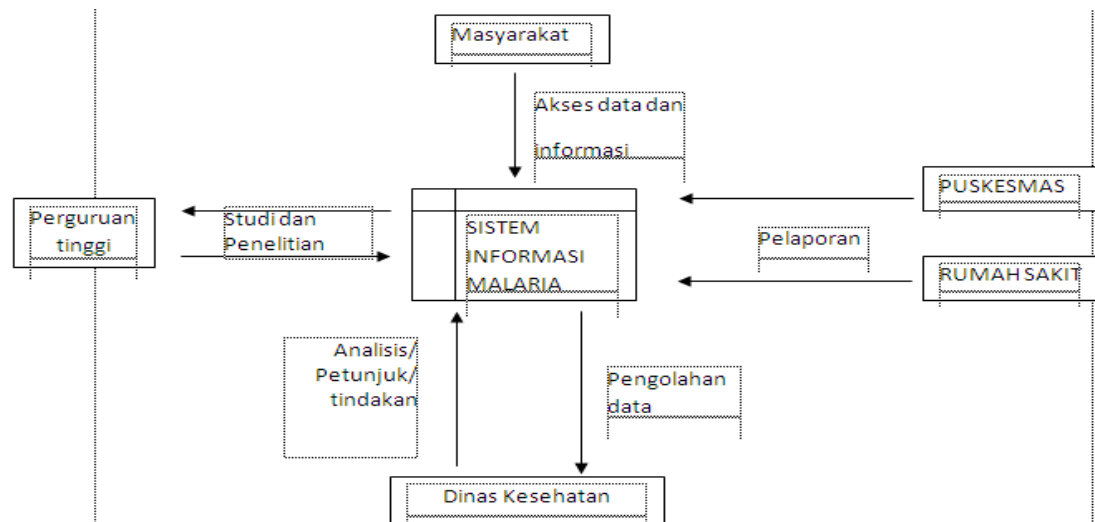 Masyarakat
Akses data dan
informasi
PUSKESMAS
Perguruan
tinggi
Studi dan
Penelitian
SISTEM
INFORMASI
MALARIA
Pelaporan
RUMAH SAKIT
Analisis/
Petunjuk/
tindakan
Pengolahan
data
Dinas Kesehatan